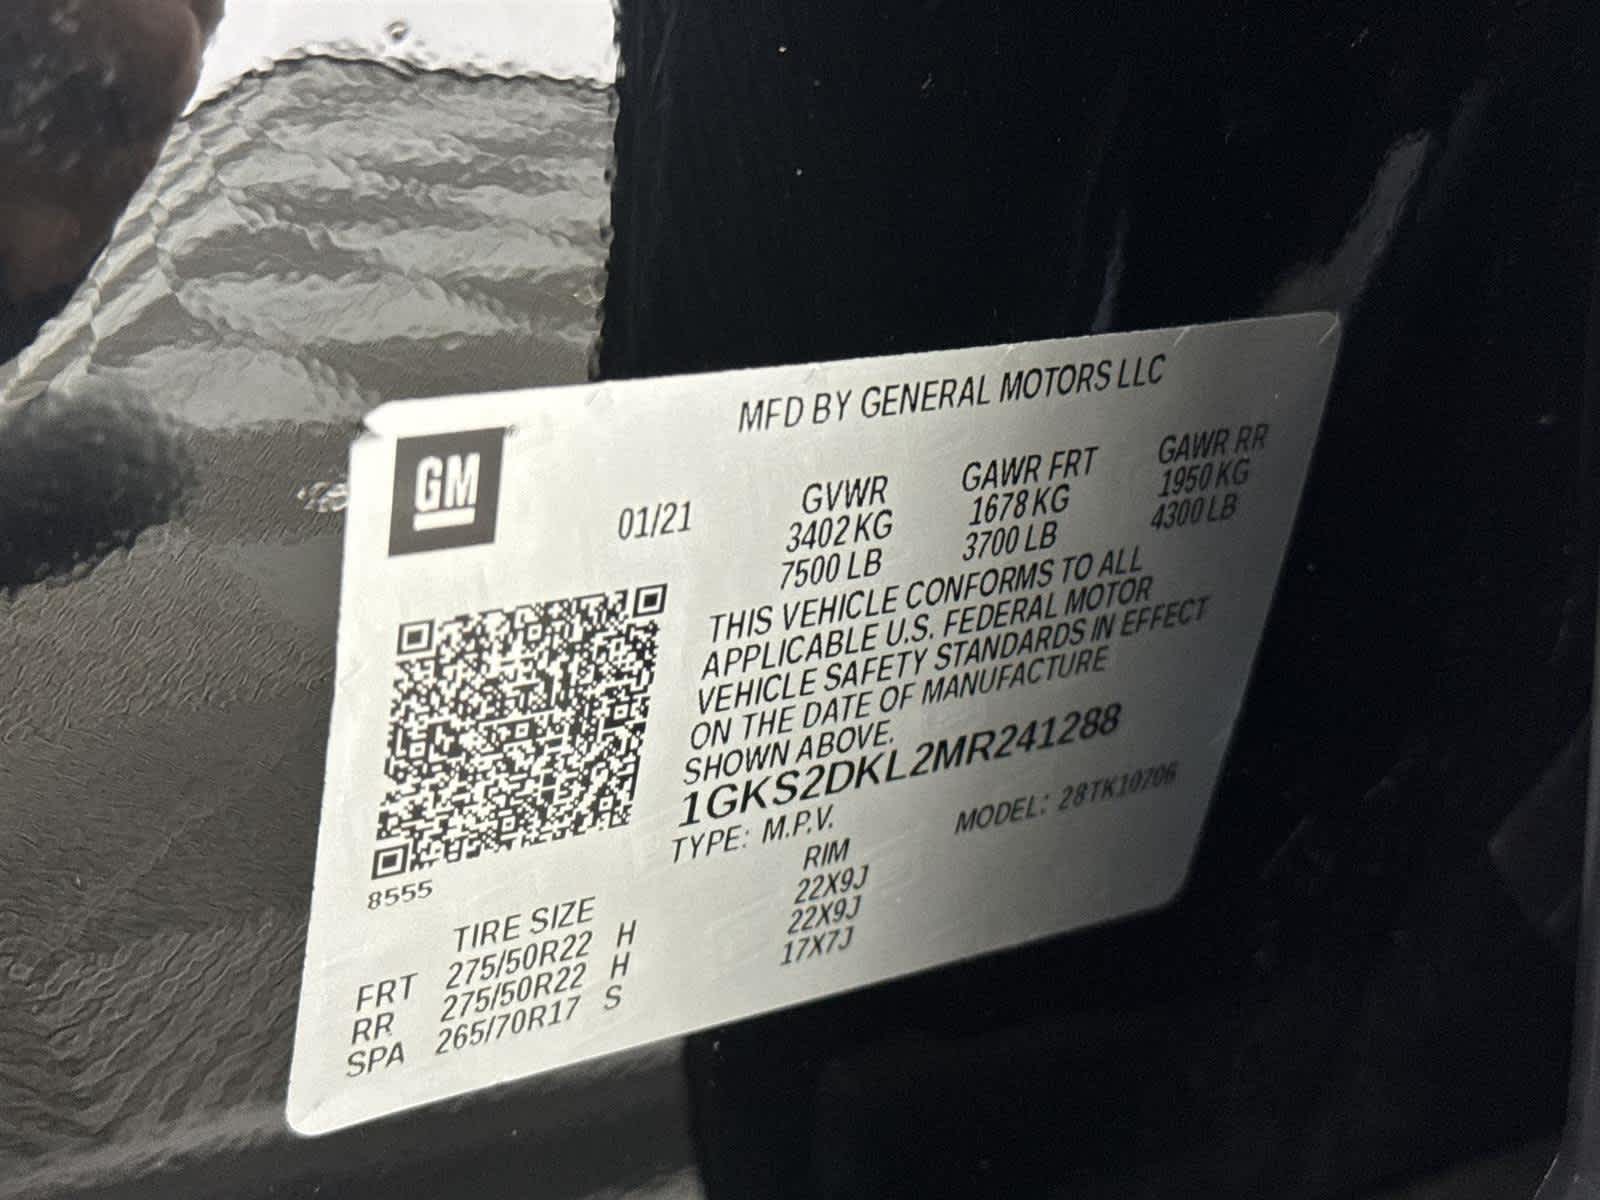 MFD BY GENERAL MOTORS LLC
GM
01/21
GVWR GAWR FRT GAWR RR
3402 KG 1678 KG 1950 KG
7500 LB 3700 LB 4300 LB
THIS VEHICLE CONFORMS TO ALL
APPLICABLE U.S. FEDERAL MOTOR
VEHICLE SAFETY STANDARDS IN EFFECT
ON THE DATE OF MANUFACTURE
SHOWN ABOVE.
1GKS2DKL2MR241288
TYPE: M.P.V. MODEL: 28TK10706
8555
TIRE SIZE RIM
FRT 275/50R22 H 22X9J
RR 275/50R22 H 22X9J
SPA 265/70R17 S 17X7J